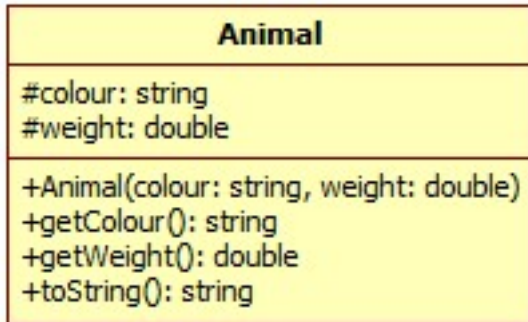 Animal
#colour: string
#weight: double
+Animal(colour: string, weight: double)
+getColour(): string
+getWeight(): double
+toString(): string